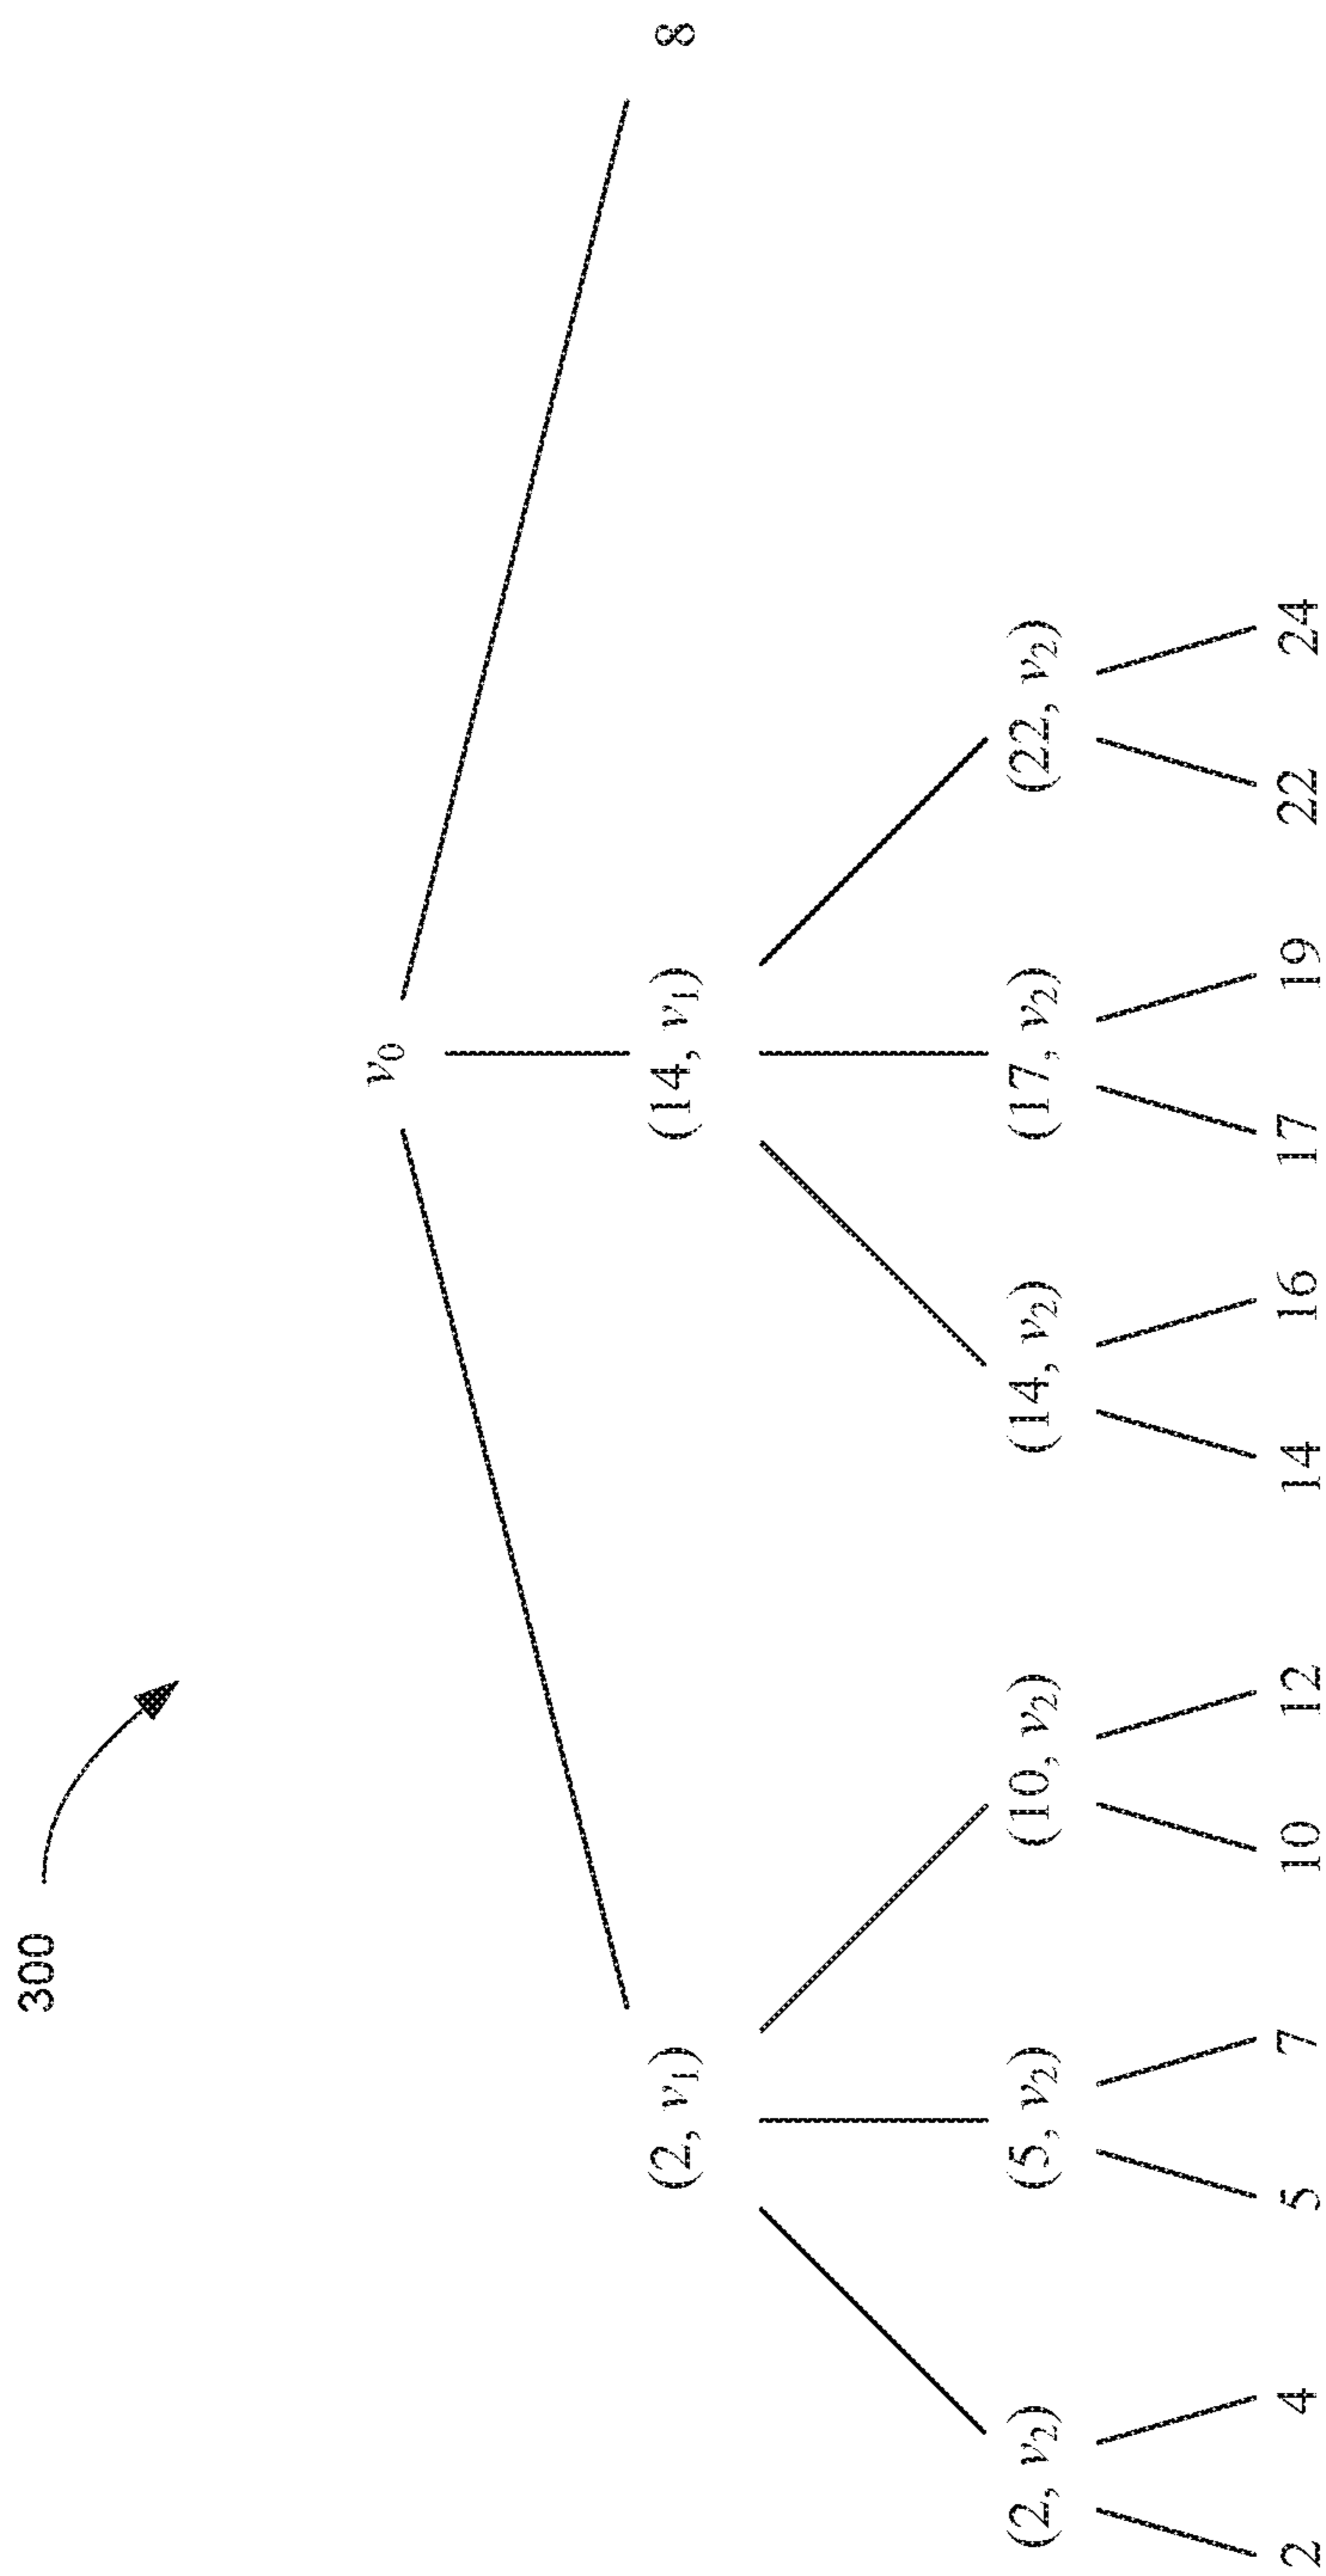 300
v₀
(2, v₁) (14, v₁) 8
(2, v₂) (5, v₂) (10, v₂) (14, v₂) (17, v₂) (22, v₂)
2 4 5 7 10 12 14 16 17 19 22 24